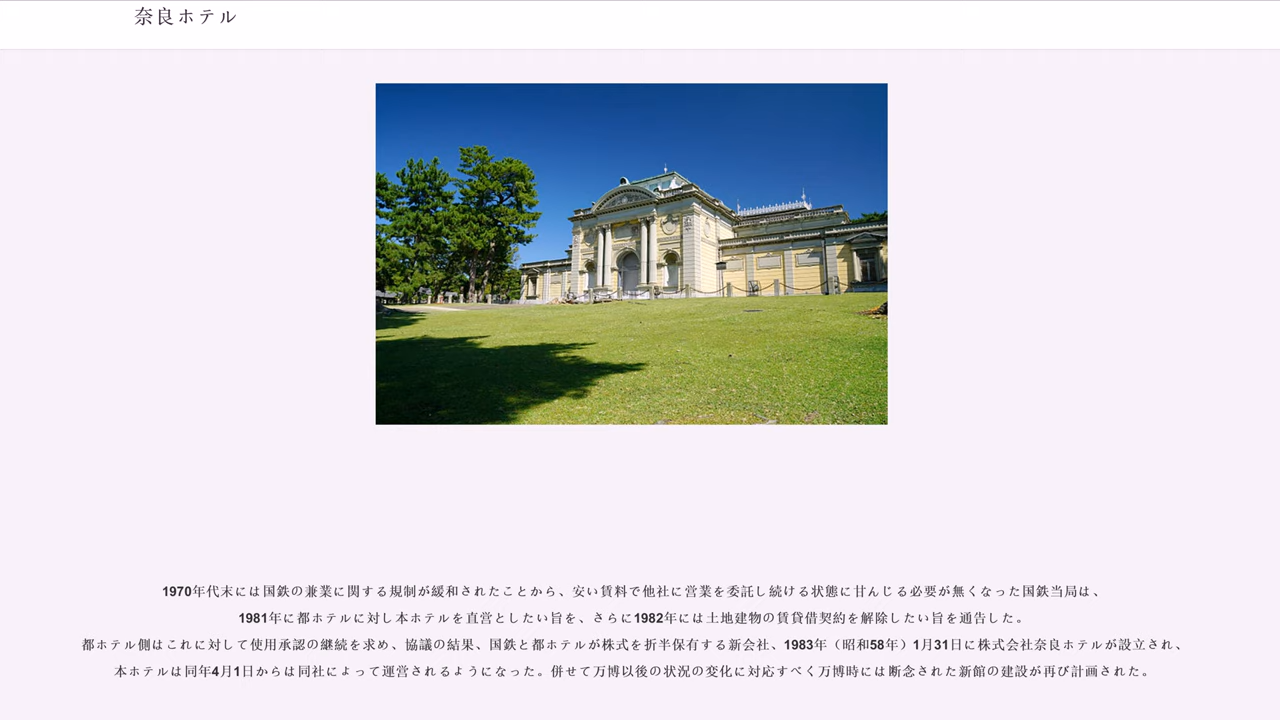 奈良ホテル
1970年代末には国鉄の兼業に関する規制が緩和されたことから、安い賃料で他社に営業を委託し続ける状態に甘んじる必要が無くなった国鉄当局は、
1981年に都ホテルに対し本ホテルを直営としたい旨を、さらに1982年には土地建物の賃貸借契約を解除したい旨を通告した。
都ホテル側はこれに対して使用承認の継続を求め、協議の結果、国鉄と都ホテルが株式を折半保有する新会社、1983年（昭和58年）1月31日に株式会社奈良ホテルが設立され、
本ホテルは同年4月1日からは同社によって運営されるようになった。併せて万博以後の状況の変化に対応すべく万博時には断念された新館の建設が再び計画された。